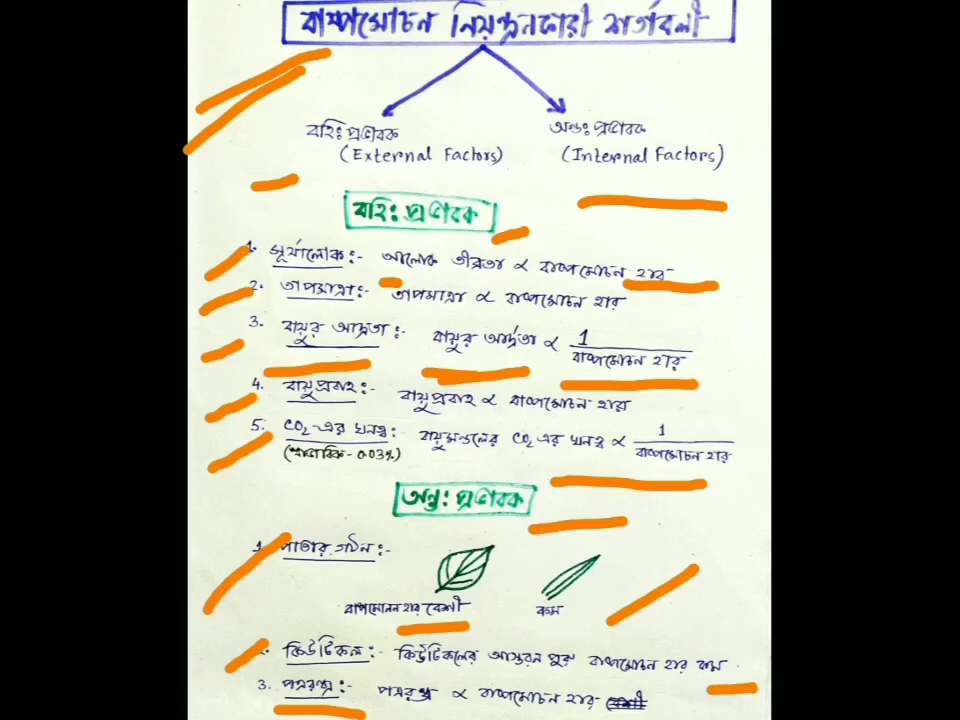 বাষ্পমোচন নিয়ন্ত্রনকারী শর্তাবলী
বহিঃপ্রভাবক
(External Factors)
অন্তঃপ্রভাবক
(Internal Factors)
বহিঃপ্রভাবক
1. সূর্যালোক:- আলোক তীব্রতা ∝ বাষ্পমোচন হার
2. তাপমাত্রা:- তাপমাত্রা ∝ বাষ্পমোচন হার
3. বায়ুর আর্দ্রতা:- বায়ুর আর্দ্রতা ∝ 1
বাষ্পমোচন হার
4. বায়ুপ্রবাহ:- বায়ুপ্রবাহ ∝ বাষ্পমোচন হার
5. CO₂-এর ঘনত্ব:- বায়ুমন্ডলের CO₂ এর ঘনত্ব ∝ 1
(স্বাভাবিক - 0.03%)
বাষ্পমোচন হার
অন্তঃপ্রভাবক
1. পাতার গঠন:-
বাষ্পমোচন হার বেশী
কম
2. কিউটিকল:- কিউটিকলের আস্তরন পুরু বাষ্পমোচন হার কম
3. পত্ররন্ধ্র:- পত্ররন্ধ্র ∝ বাষ্পমোচন হার